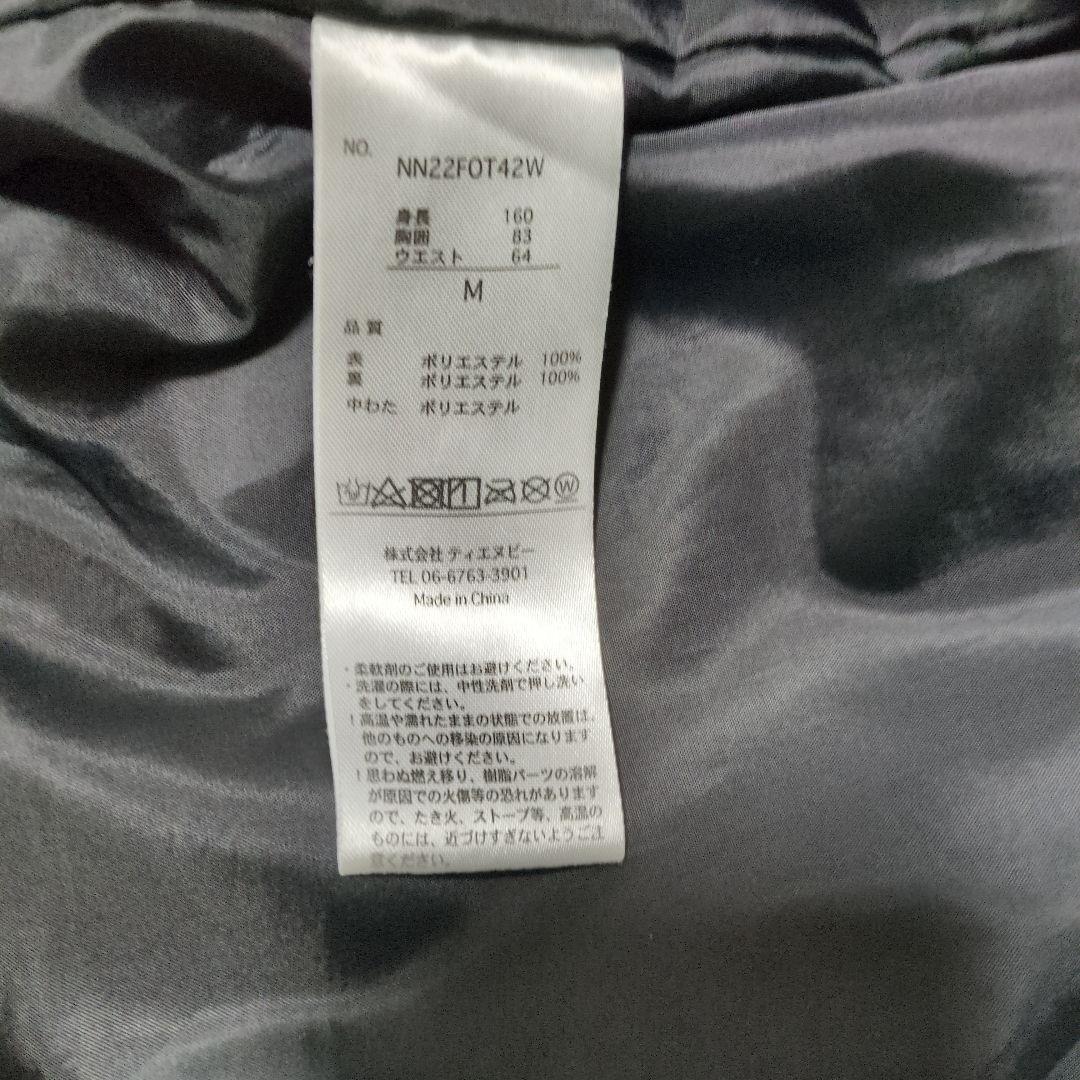 NO.
NN22F0T42W
身長 160
胸囲 83
ウエスト 64
M
品質
表 ポリエステル 100%
裏 ポリエステル 100%
中わた ポリエステル
株式会社 ティエヌビー
TEL 06-6763-3901
Made in China
・柔軟剤のご使用はお避けください。
・洗濯の際には、中性洗剤で押し洗い
をしてください。
！高温や濡れたままの状態での放置は、
他のものへの移染の原因になります
ので、お避けください。
！思わぬ燃え移り、樹脂パーツの溶解
が原因での火傷等の恐れがあります
ので、たき火、ストーブ等、高温の
ものには、近づけすぎないようご注
意ください。